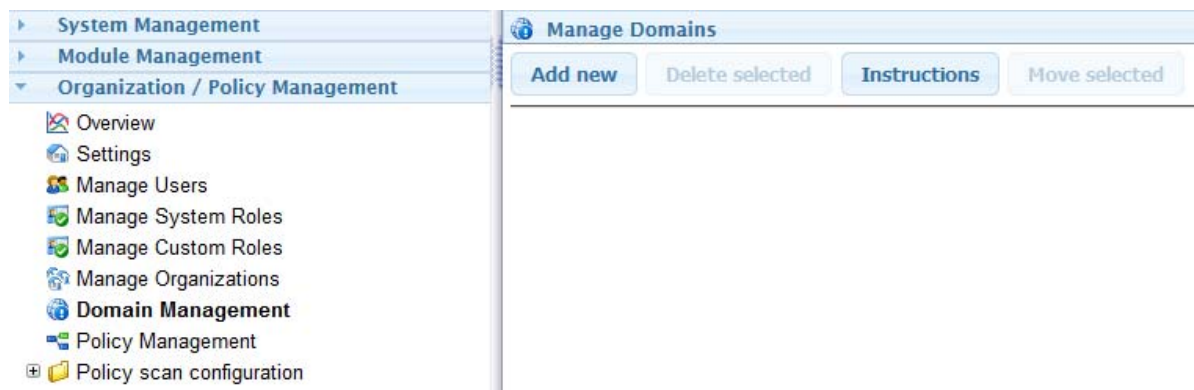 System Management
Module Management
Organization / Policy Management
Overview
Settings
Manage Users
Manage System Roles
Manage Custom Roles
Manage Organizations
Domain Management
Policy Management
Policy scan configuration
Manage Domains
Add new Delete selected Instructions Move selected